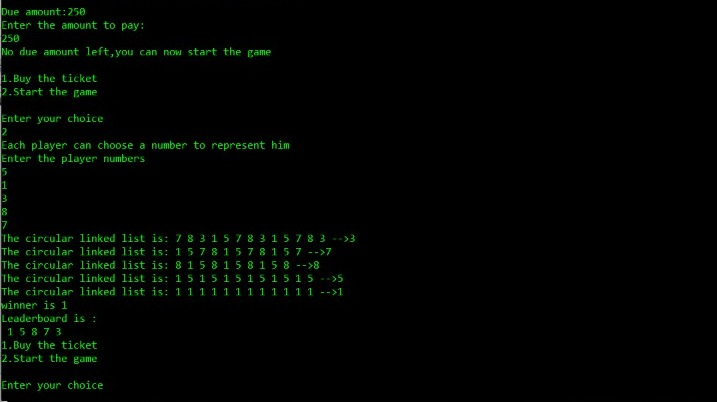 Due amount:250
Enter the amount to pay:
250
No due amount left,you can now start the game
1.Buy the ticket
2.Start the game
Enter your choice
2
Each player can choose a number to represent him
Enter the player numbers
5
1
3
8
7
The circular linked list is: 7 8 3 1 5 7 8 3 1 5 7 8 3 -->3
The circular linked list is: 1 5 7 8 1 5 7 8 1 5 7 -->7
The circular linked list is: 8 1 5 8 1 5 8 1 5 8 -->8
The circular linked list is: 1 5 1 5 1 5 1 5 1 5 1 5 -->5
The circular linked list is: 1 1 1 1 1 1 1 1 1 1 1 1 -->1
winner is 1
Leaderboard is :
1 5 8 7 3
1.Buy the ticket
2.Start the game
Enter your choice